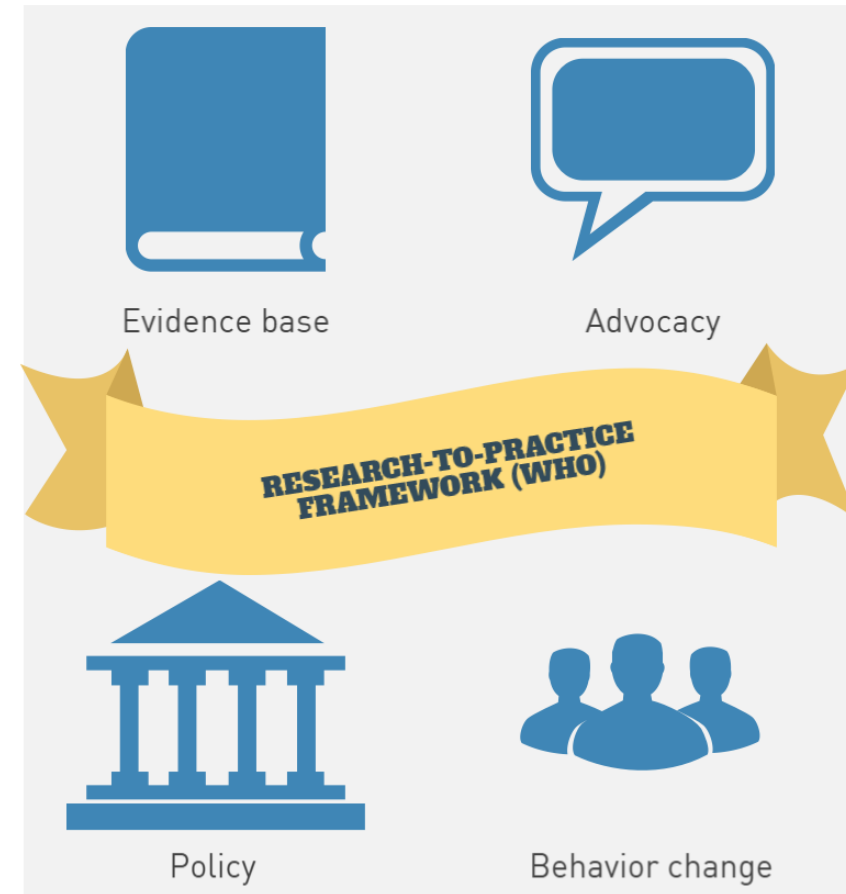 Evidence base
Advocacy
RESEARCH-TO-PRACTICE
FRAMEWORK (WHO)
Policy
Behavior change